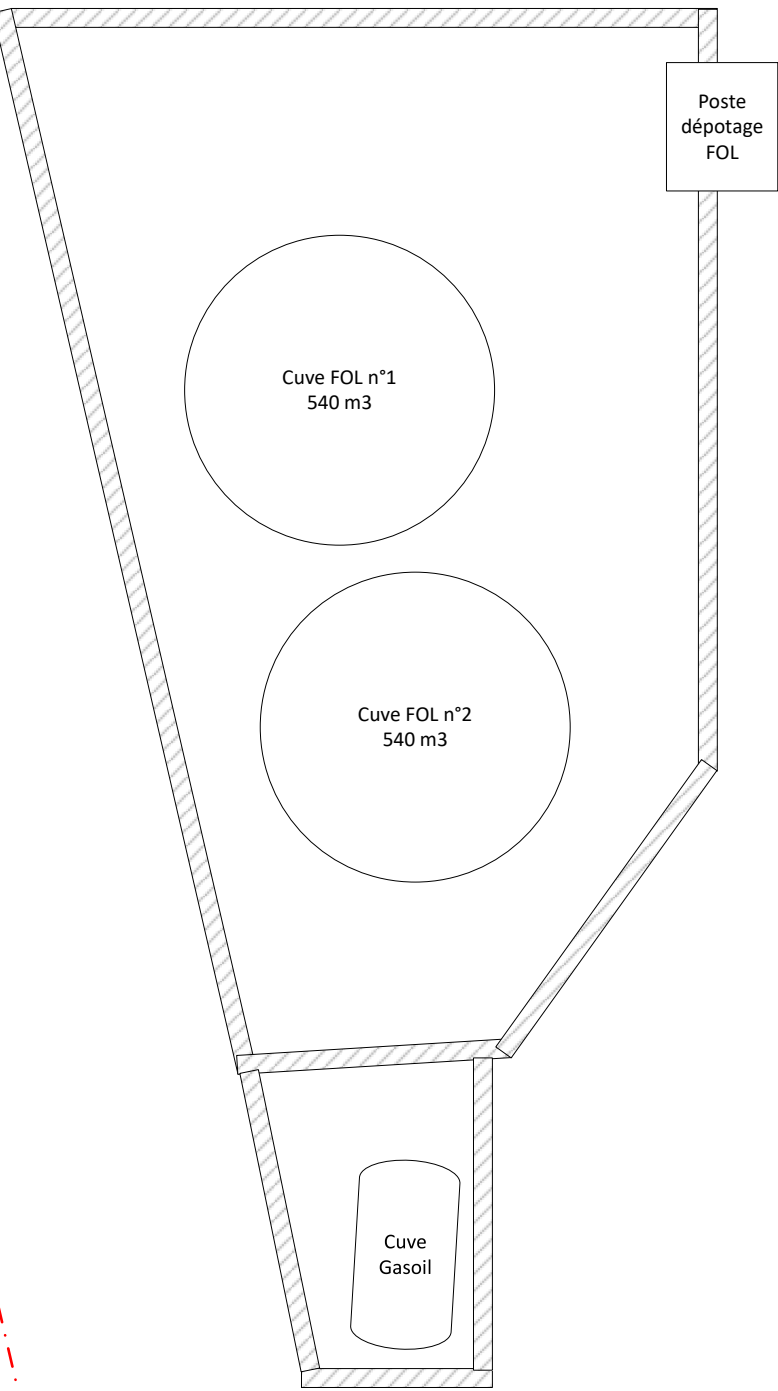 Poste
dépotage
FOL
Cuve FOL n°1
540 m3
Cuve FOL n°2
540 m3
Cuve
Gasoil